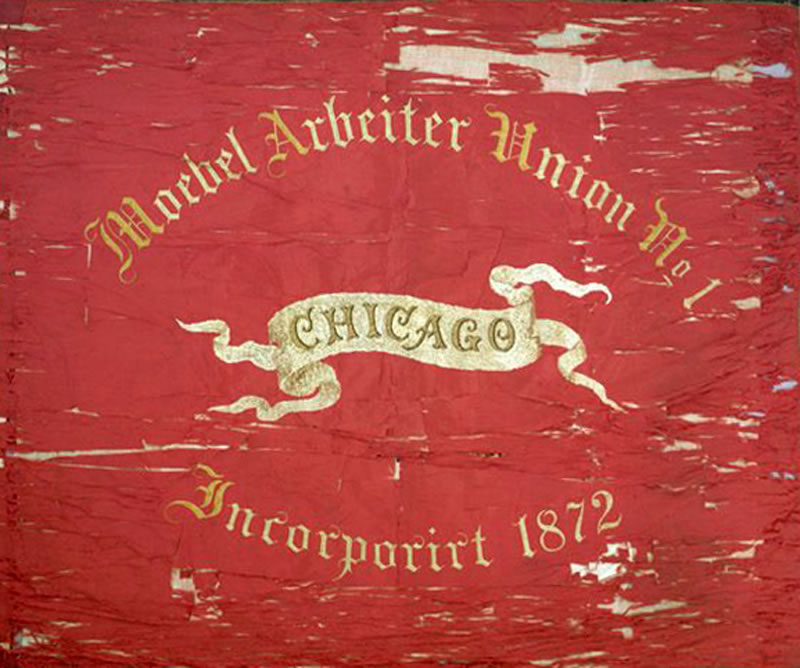 Moebel Arbeiter Union No 1
CHICAGO
Incorporirt 1872